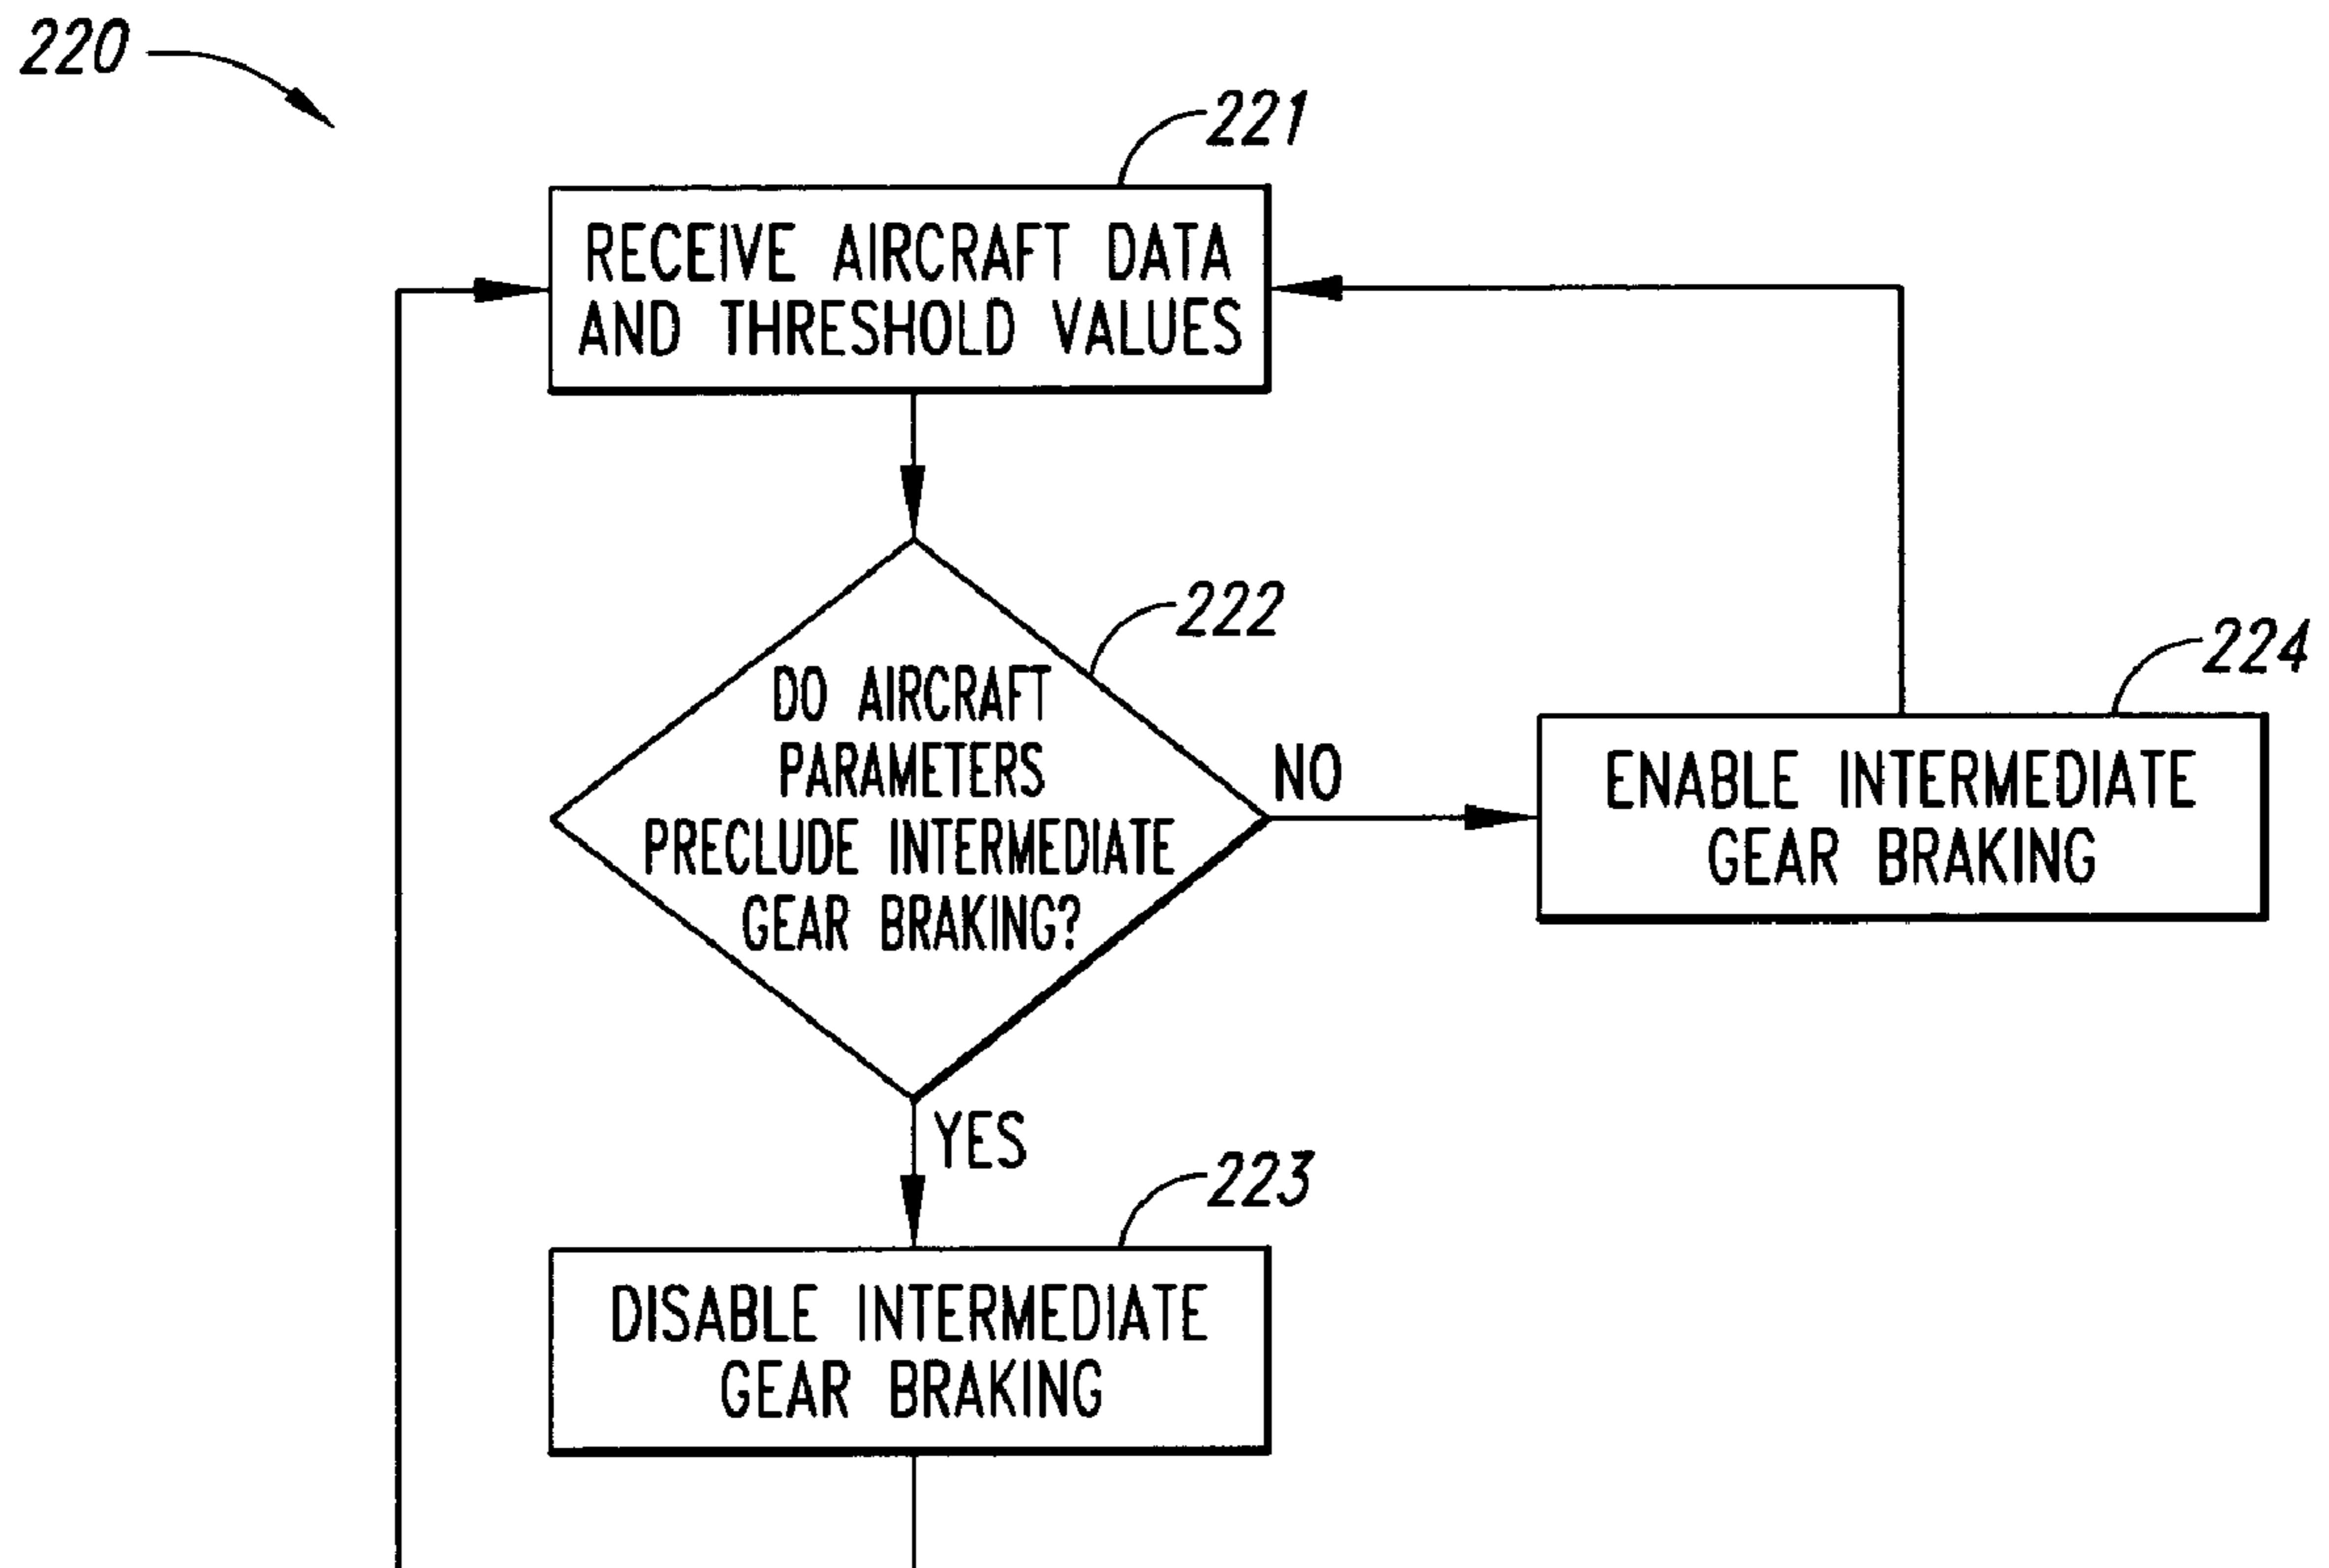 220
221
RECEIVE AIRCRAFT DATA
AND THRESHOLD VALUES
222
DO AIRCRAFT
PARAMETERS
PRECLUDE INTERMEDIATE
GEAR BRAKING?
NO
224
ENABLE INTERMEDIATE
GEAR BRAKING
YES
223
DISABLE INTERMEDIATE
GEAR BRAKING